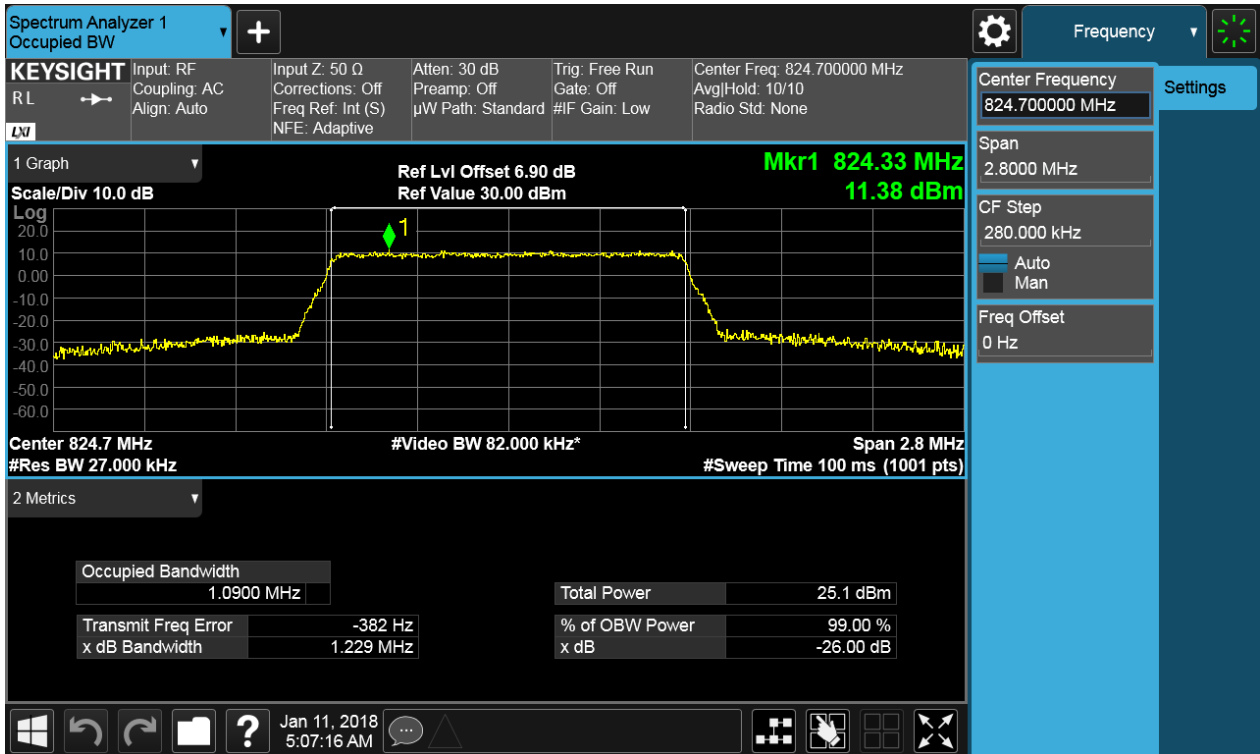 Spectrum Analyzer 1
Occupied BW
+
Frequency
KEYSIGHT
R L
LXI
Input: RF
Coupling: AC
Align: Auto
Input Z: 50 Ω
Corrections: Off
Freq Ref: Int (S)
NFE: Adaptive
Atten: 30 dB
Preamp: Off
µW Path: Standard
Trig: Free Run
Gate: Off
#IF Gain: Low
Center Freq: 824.700000 MHz
Avg|Hold: 10/10
Radio Std: None
Center Frequency
824.700000 MHz
Settings
Span
2.8000 MHz
CF Step
280.000 kHz
Auto
Man
Freq Offset
0 Hz
1 Graph
Ref Lvl Offset 6.90 dB
Mkr1 824.33 MHz
Scale/Div 10.0 dB
Ref Value 30.00 dBm
11.38 dBm
Log
1
20.0
10.0
0.00
-10.0
-20.0
-30.0
-40.0
-50.0
-60.0
Center 824.7 MHz
#Video BW 82.000 kHz*
Span 2.8 MHz
#Res BW 27.000 kHz
#Sweep Time 100 ms (1001 pts)
2 Metrics
Occupied Bandwidth
1.0900 MHz
Total Power 25.1 dBm
Transmit Freq Error -382 Hz
% of OBW Power 99.00 %
x dB Bandwidth 1.229 MHz
x dB -26.00 dB
?
Jan 11, 2018
5:07:16 AM